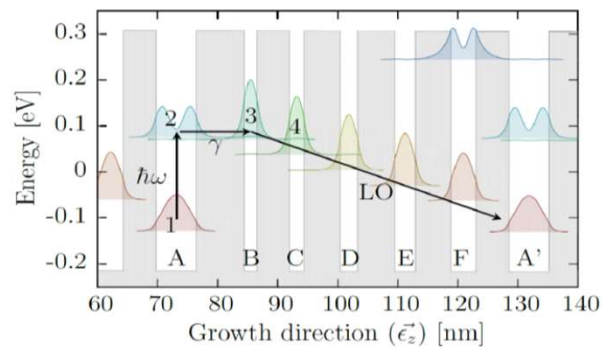 0.3
0.2
0.1
0
-0.1
-0.2
Energy [eV]
2
3
4
γ
ħω
1
LO
A
B
C
D
E
F
A'
60
70
80
90
100
110
120
130
140
Growth direction (ϵ⃗z) [nm]